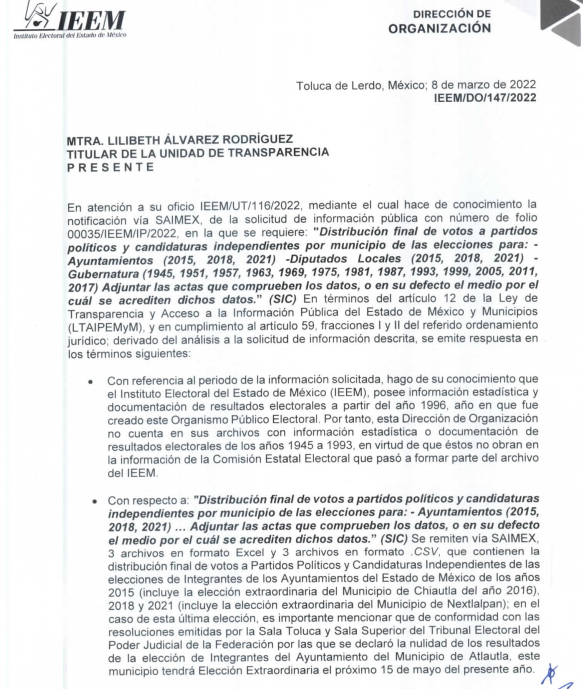 IEEM
Instituto Electoral del Estado de México
DIRECCIÓN DE
ORGANIZACIÓN
Toluca de Lerdo, México; 8 de marzo de 2022
IEEM/DO/147/2022
MTRA. LILIBETH ÁLVAREZ RODRÍGUEZ
TITULAR DE LA UNIDAD DE TRANSPARENCIA
P R E S E N T E
En atención a su oficio IEEM/UT/116/2022, mediante el cual hace de conocimiento la
notificación vía SAIMEX, de la solicitud de información pública con número de folio
00035/IEEM/IP/2022, en la que se requiere: "Distribución final de votos a partidos
políticos y candidaturas independientes por municipio de las elecciones para: -
Ayuntamientos (2015, 2018, 2021) -Diputados Locales (2015, 2018, 2021) -
Gubernatura (1945, 1951, 1957, 1963, 1969, 1975, 1981, 1987, 1993, 1999, 2005, 2011,
2017) Adjuntar las actas que comprueben los datos, o en su defecto el medio por el
cuál se acrediten dichos datos." (SIC) En términos del artículo 12 de la Ley de
Transparencia y Acceso a la Información Pública del Estado de México y Municipios
(LTAIPEMyM), y en cumplimiento al artículo 59, fracciones I y II del referido ordenamiento
jurídico; derivado del análisis a la solicitud de información descrita, se emite respuesta en
los términos siguientes:
• Con referencia al periodo de la información solicitada, hago de su conocimiento que
el Instituto Electoral del Estado de México (IEEM), posee información estadística y
documentación de resultados electorales a partir del año 1996, año en que fue
creado este Organismo Público Electoral. Por tanto, esta Dirección de Organización
no cuenta en sus archivos con información estadística o documentación de
resultados electorales de los años 1945 a 1993, en virtud de que éstos no obran en
la información de la Comisión Estatal Electoral que pasó a formar parte del archivo
del IEEM.
• Con respecto a: "Distribución final de votos a partidos políticos y candidaturas
independientes por municipio de las elecciones para: - Ayuntamientos (2015,
2018, 2021) ... Adjuntar las actas que comprueben los datos, o en su defecto
el medio por el cuál se acrediten dichos datos." (SIC) Se remiten vía SAIMEX,
3 archivos en formato Excel y 3 archivos en formato .CSV, que contienen la
distribución final de votos a Partidos Políticos y Candidaturas Independientes de las
elecciones de Integrantes de los Ayuntamientos del Estado de México de los años
2015 (incluye la elección extraordinaria del Municipio de Chiautla del año 2016),
2018 y 2021 (incluye la elección extraordinaria del Municipio de Nextlalpan); en el
caso de esta última elección, es importante mencionar que de conformidad con las
resoluciones emitidas por la Sala Toluca y Sala Superior del Tribunal Electoral del
Poder Judicial de la Federación por las que se declaró la nulidad de los resultados
de la elección de Integrantes del Ayuntamiento del Municipio de Atlautla, este
municipio tendrá Elección Extraordinaria el próximo 15 de mayo del presente año.